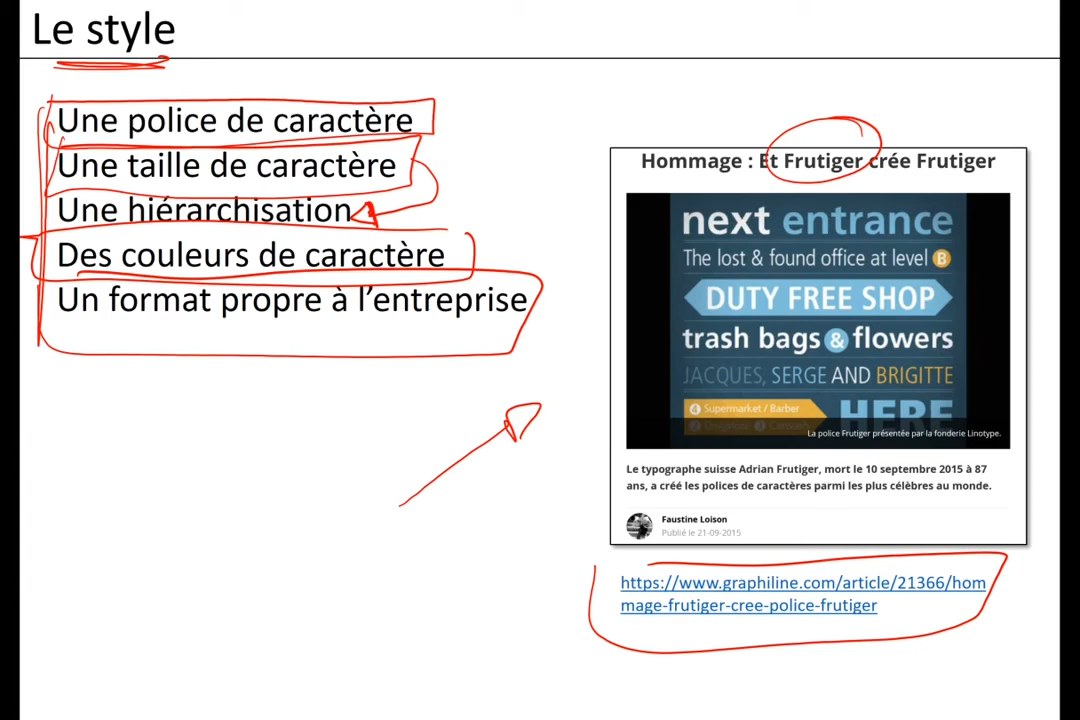 Le style
Une police de caractère
Une taille de caractère
Une hiérarchisation
Des couleurs de caractère
Un format propre à l’entreprise
Hommage : Et Frutiger crée Frutiger
next entrance
The lost & found office at level B
DUTY FREE SHOP
trash bags & flowers
JACQUES, SERGE AND BRIGITTE
4 Supermarket / Barber
HERE
La police Frutiger présentée par la fonderie Linotype.
Le typographe suisse Adrian Frutiger, mort le 10 septembre 2015 à 87
ans, a créé les polices de caractères parmi les plus célèbres au monde.
Faustine Loison
Publié le 21-09-2015
https://www.graphiline.com/article/21366/hom
mage-frutiger-cree-police-frutiger